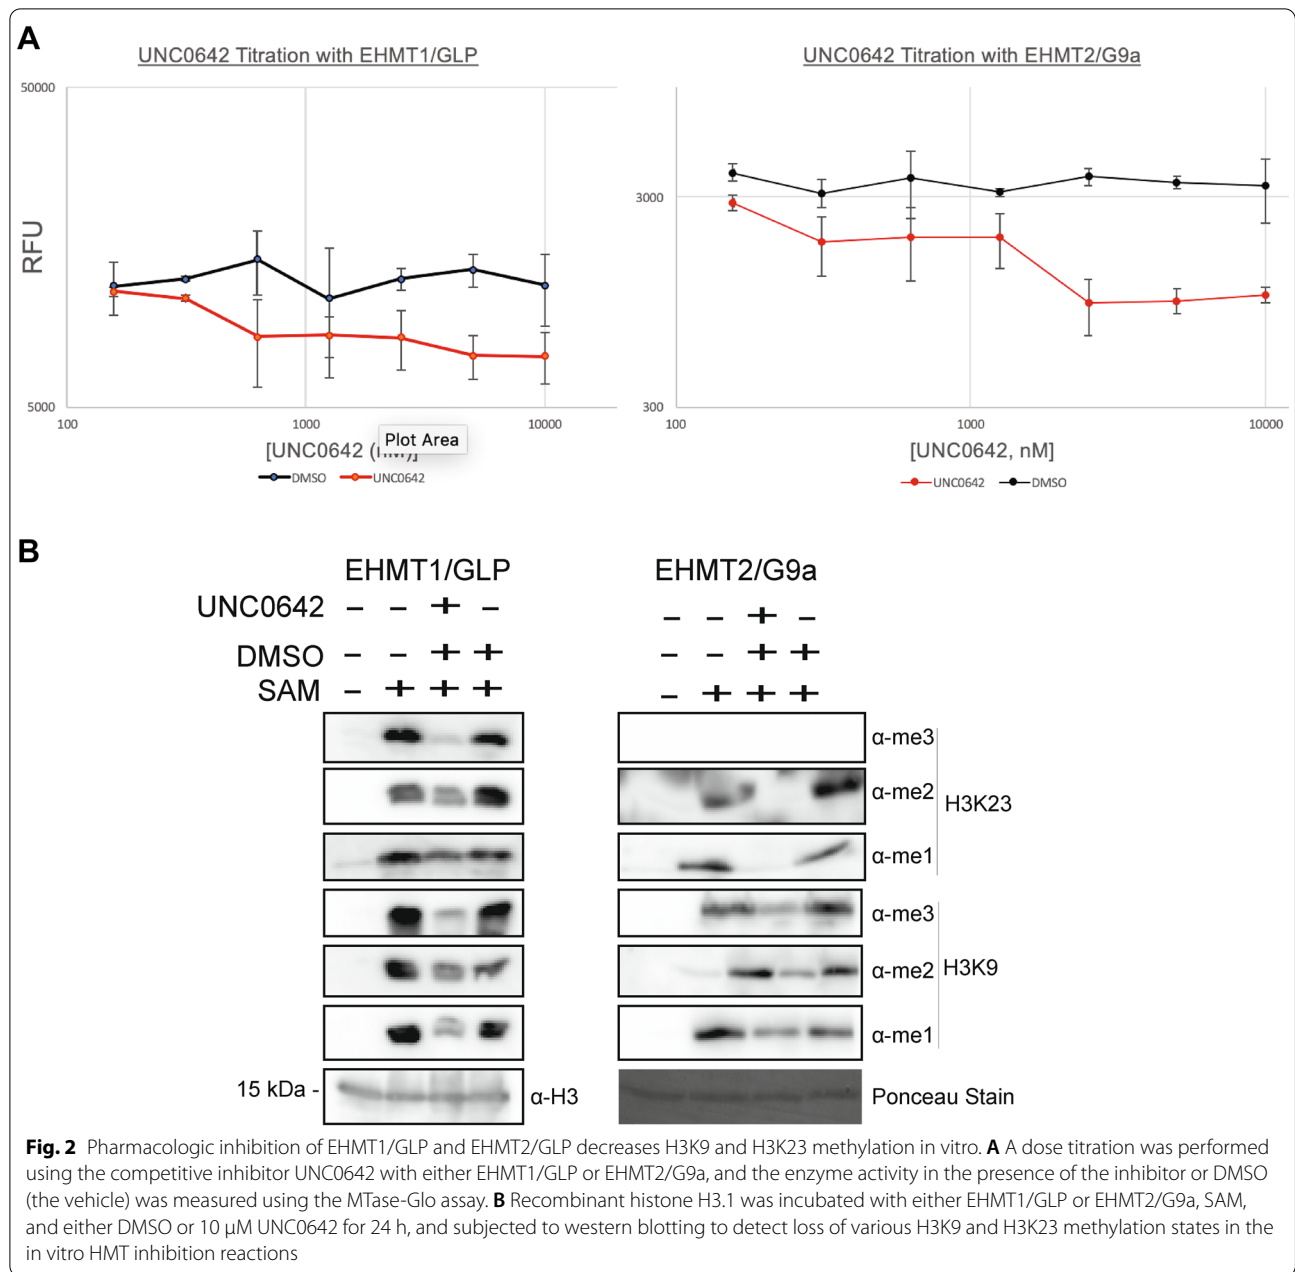 A
UNC0642 Titration with EHMT1/GLP
50000
RFU
5000
100
1000
10000
[UNC0642 (nM)]
Plot Area
DMSO
UNC0642
UNC0642 Titration with EHMT2/G9a
3000
300
100
1000
10000
[UNC0642, nM]
UNC0642
DMSO
B
EHMT1/GLP
EHMT2/G9a
UNC0642 – – + –
– – + –
DMSO – – + +
– – + +
SAM – + + +
– + + +
α-me3
α-me2
H3K23
α-me1
α-me3
α-me2
H3K9
α-me1
15 kDa -
α-H3
Ponceau Stain
Fig. 2 Pharmacologic inhibition of EHMT1/GLP and EHMT2/GLP decreases H3K9 and H3K23 methylation in vitro. A A dose titration was performed
using the competitive inhibitor UNC0642 with either EHMT1/GLP or EHMT2/G9a, and the enzyme activity in the presence of the inhibitor or DMSO
(the vehicle) was measured using the MTase-Glo assay. B Recombinant histone H3.1 was incubated with either EHMT1/GLP or EHMT2/G9a, SAM,
and either DMSO or 10 μM UNC0642 for 24 h, and subjected to western blotting to detect loss of various H3K9 and H3K23 methylation states in the
in vitro HMT inhibition reactions